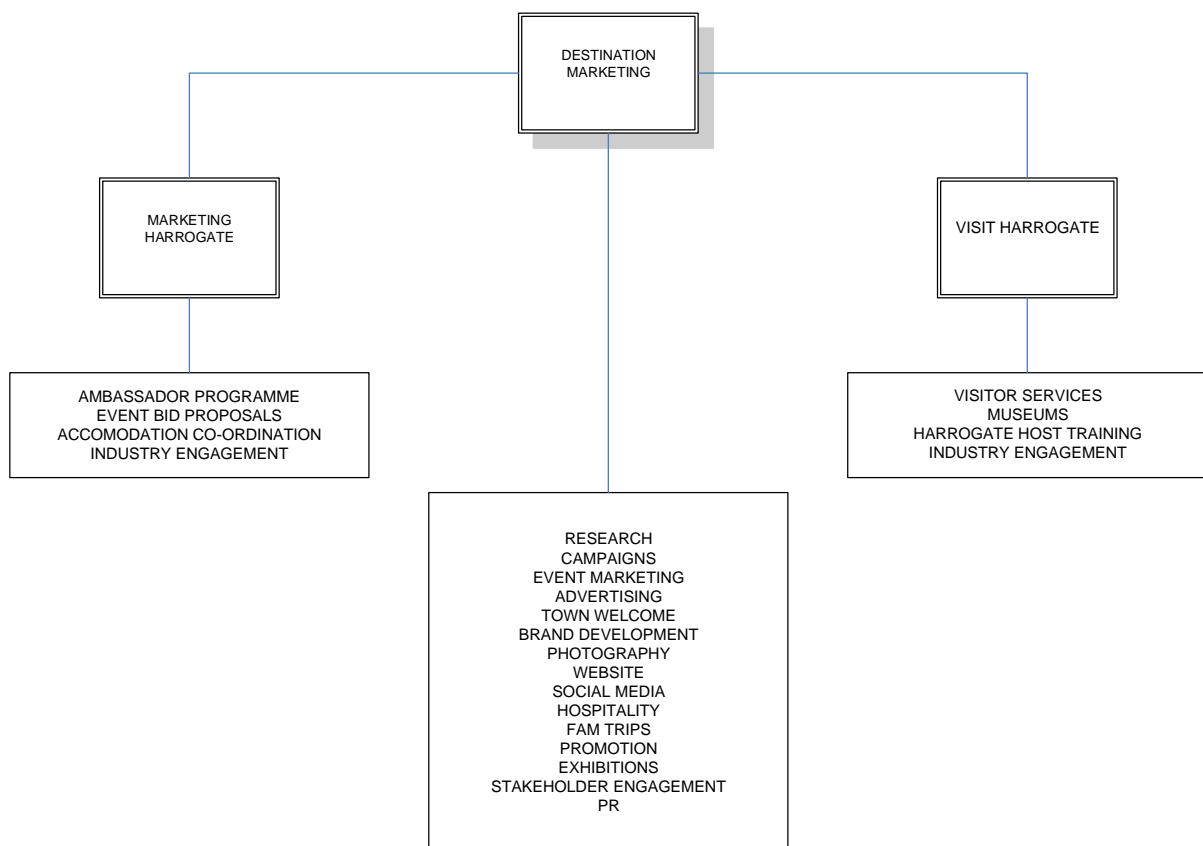 DESTINATION
MARKETING
MARKETING
HARROGATE
VISIT HARROGATE
AMBASSADOR PROGRAMME
EVENT BID PROPOSALS
ACCOMODATION CO-ORDINATION
INDUSTRY ENGAGEMENT
VISITOR SERVICES
MUSEUMS
HARROGATE HOST TRAINING
INDUSTRY ENGAGEMENT
RESEARCH
CAMPAIGNS
EVENT MARKETING
ADVERTISING
TOWN WELCOME
BRAND DEVELOPMENT
PHOTOGRAPHY
WEBSITE
SOCIAL MEDIA
HOSPITALITY
FAM TRIPS
PROMOTION
EXHIBITIONS
STAKEHOLDER ENGAGEMENT
PR